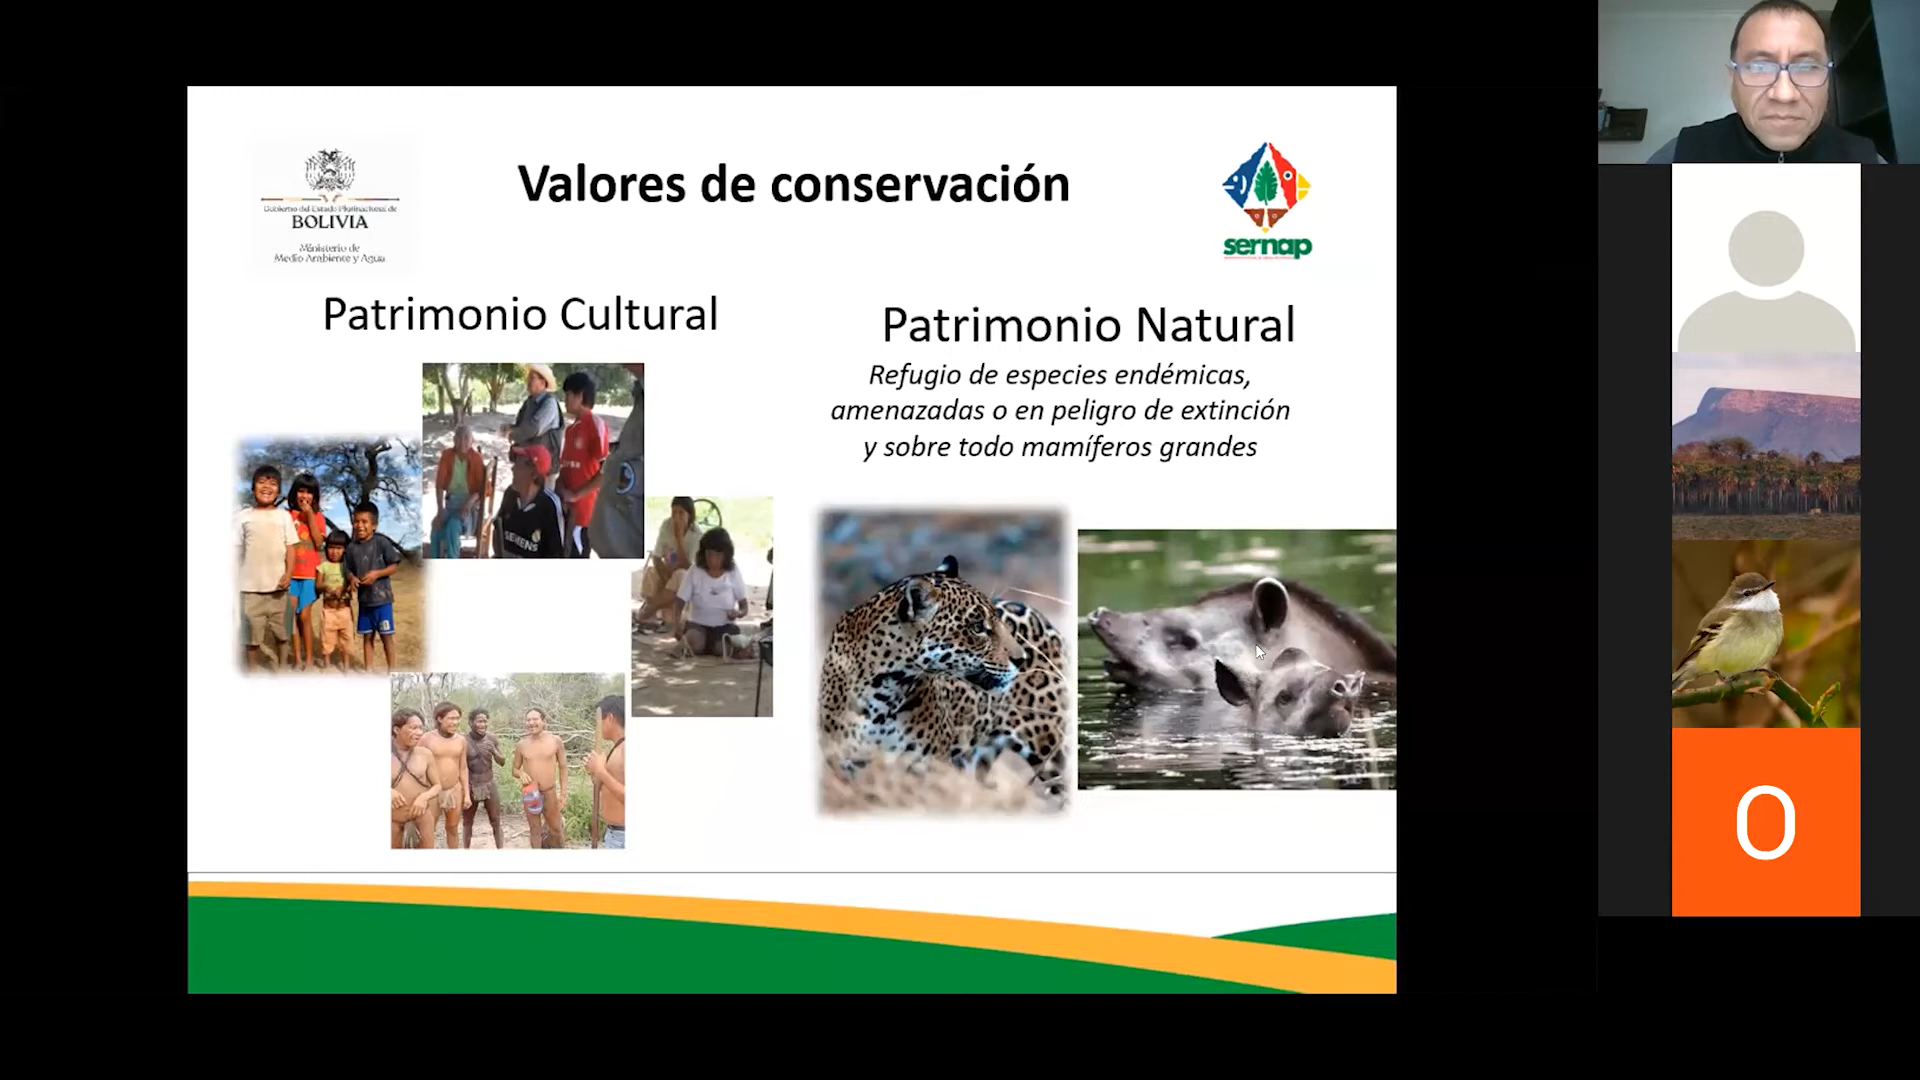 Valores de conservación
Gobierno del Estado Plurinacional de
BOLIVIA
Ministerio de
Medio Ambiente y Agua
sernap
Patrimonio Cultural
Patrimonio Natural
Refugio de especies endémicas,
amenazadas o en peligro de extinción
y sobre todo mamíferos grandes
SIEMENS
O